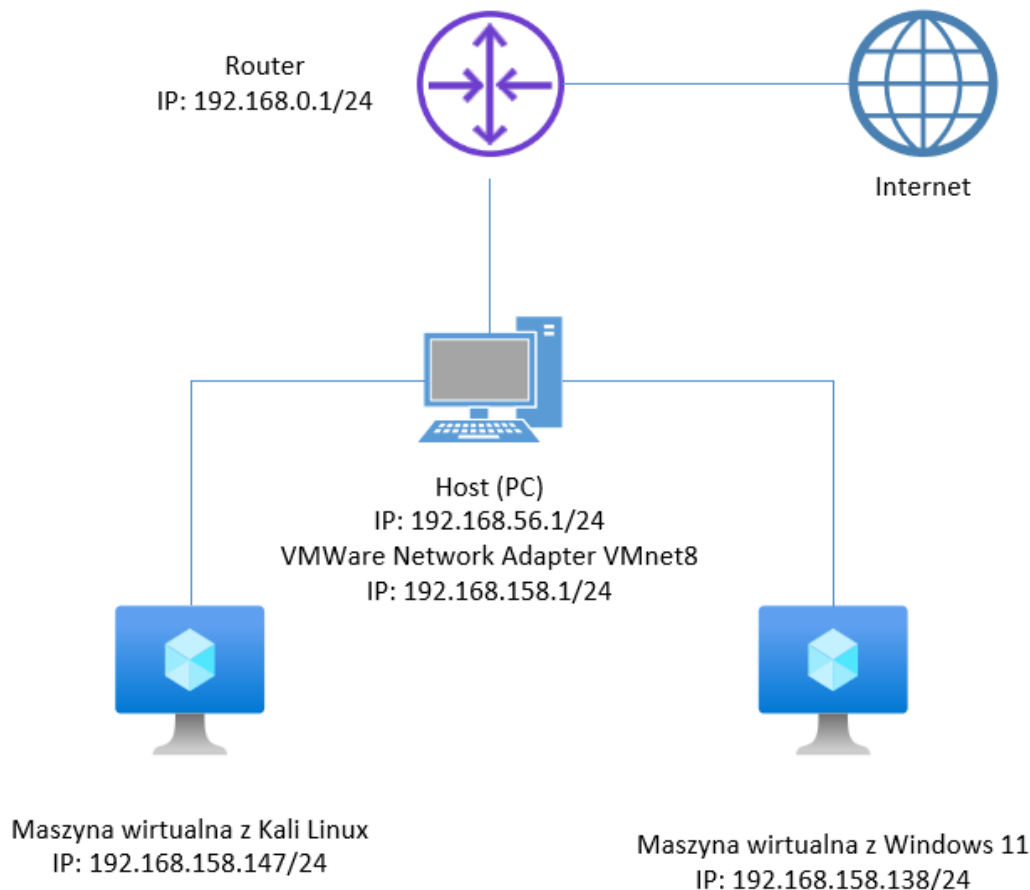 Router
IP: 192.168.0.1/24
Internet
Host (PC)
IP: 192.168.56.1/24
VMWare Network Adapter VMnet8
IP: 192.168.158.1/24
Maszyna wirtualna z Kali Linux
IP: 192.168.158.147/24
Maszyna wirtualna z Windows 11
IP: 192.168.158.138/24